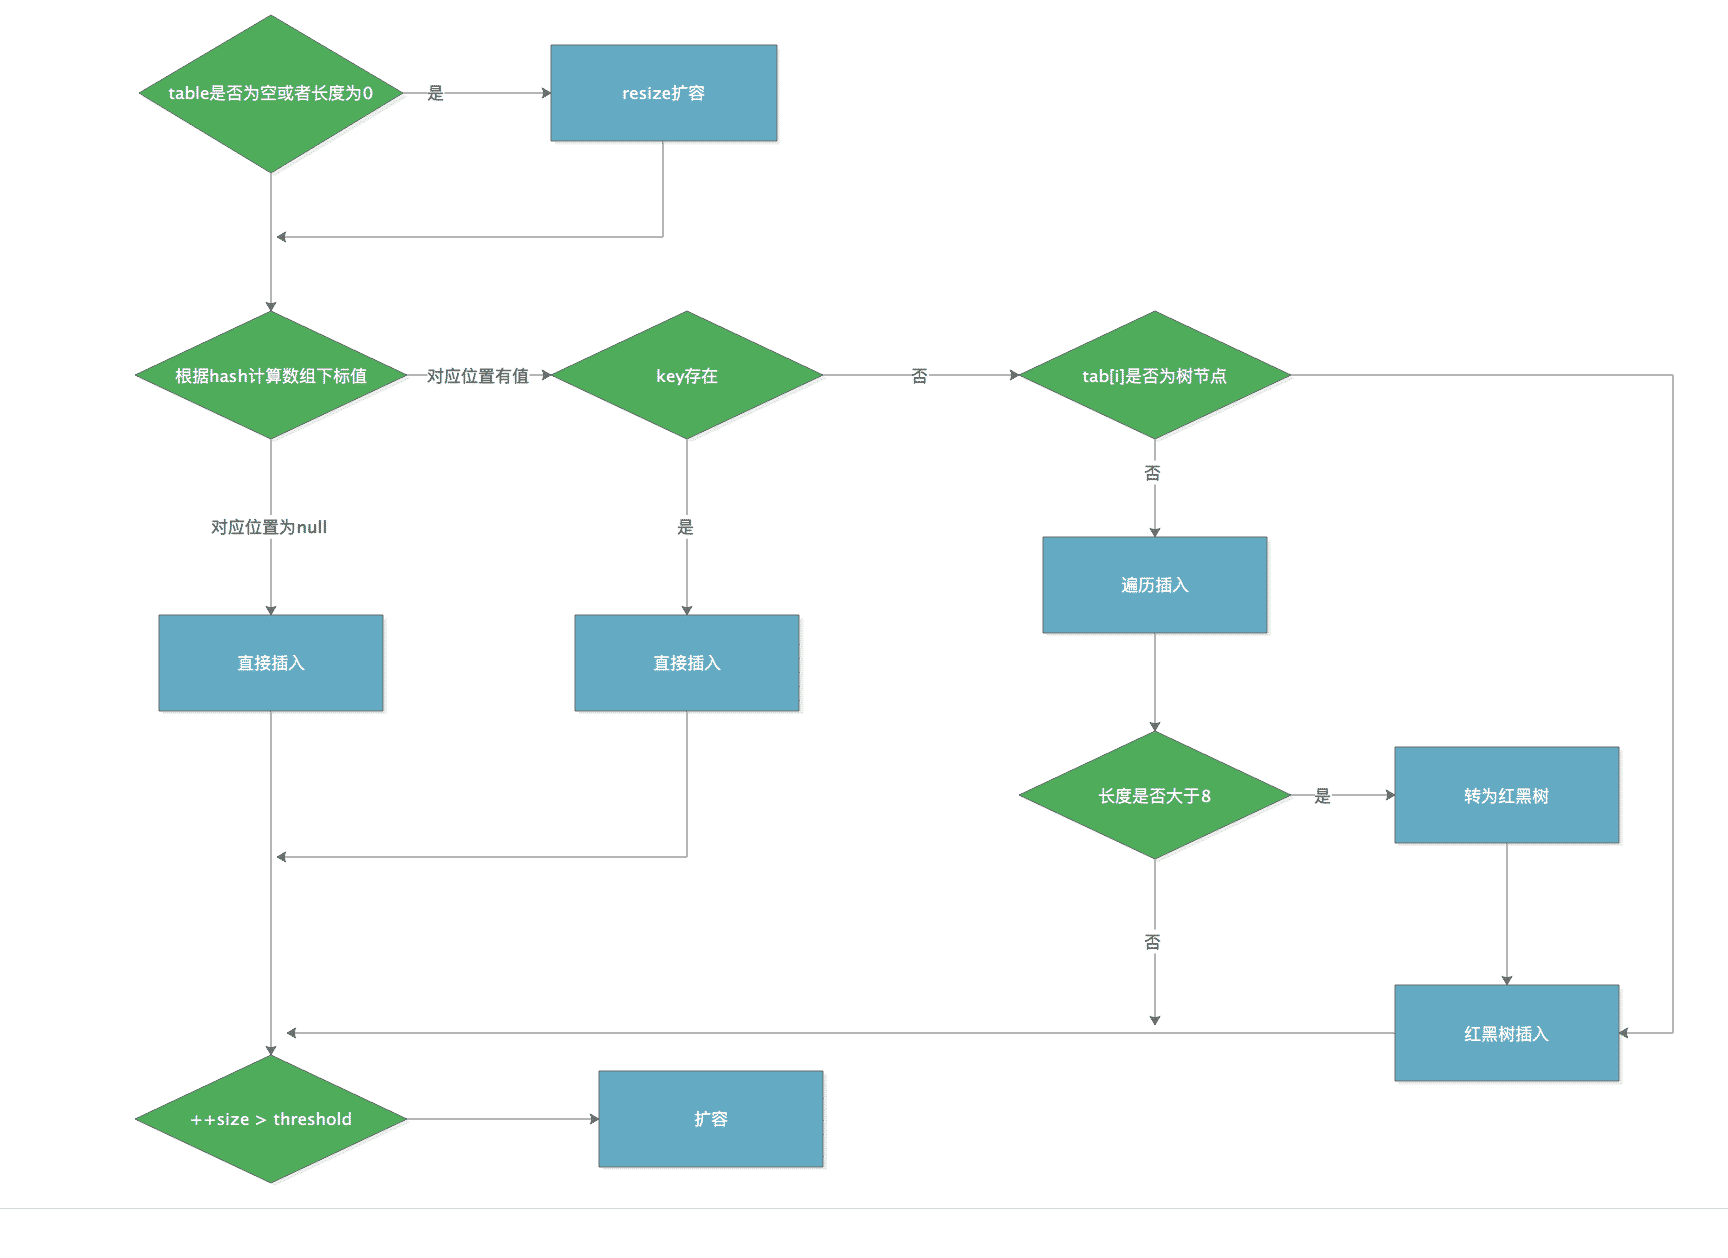 table是否为空或者长度为0
是
resize扩容
根据hash计算数组下标值
对应位置有值
key存在
否
tab[i]是否为树节点
否
对应位置为null
是
遍历插入
直接插入
直接插入
长度是否大于8
是
转为红黑树
否
红黑树插入
++size > threshold
扩容